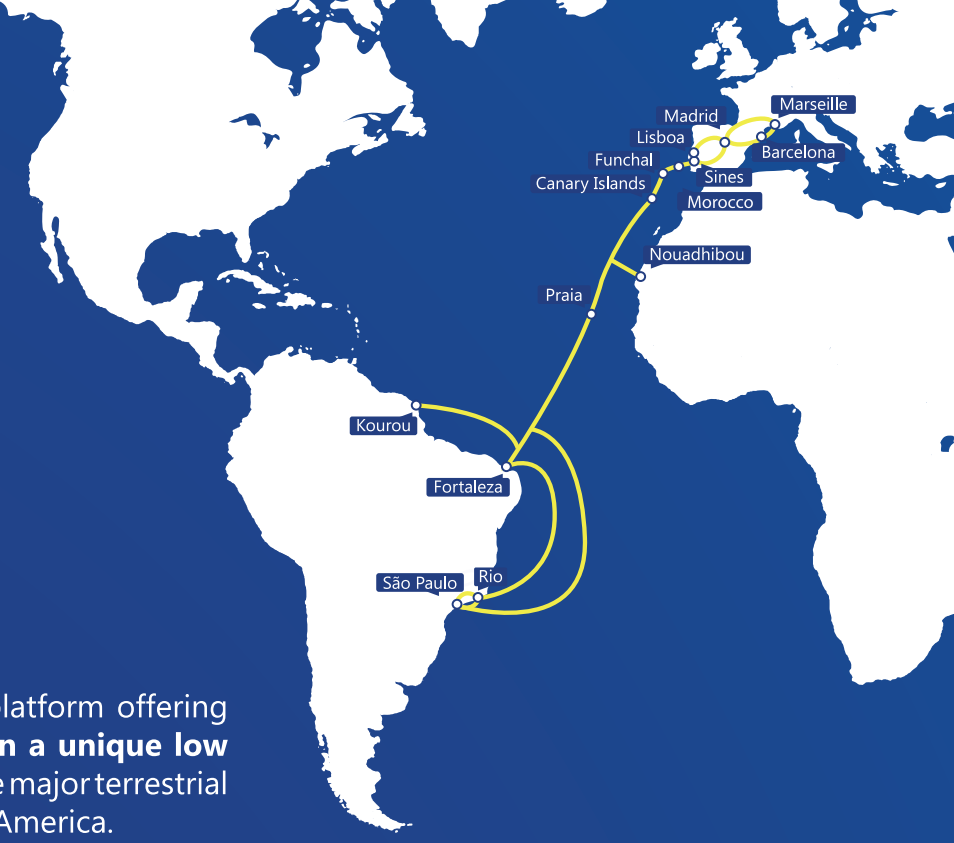 Marseille
Madrid
Lisboa
Barcelona
Funchal
Sines
Canary Islands
Morocco
Nouadhibou
Praia
Kourou
Fortaleza
São Paulo
Rio
platform offering
a unique low
major terrestrial
America.